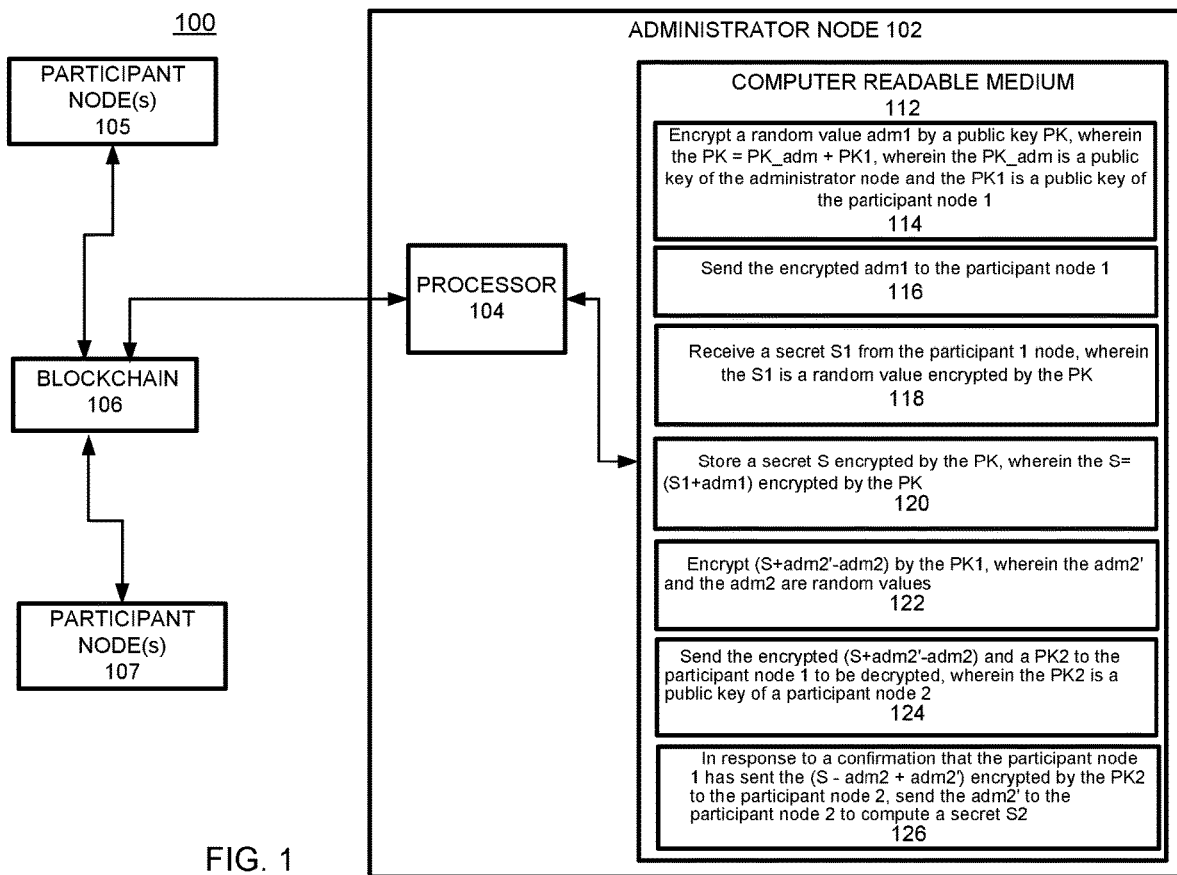 100
PARTICIPANT
NODE(s)
105
BLOCKCHAIN
106
PARTICIPANT
NODE(s)
107
FIG. 1
ADMINISTRATOR NODE 102
PROCESSOR
104
COMPUTER READABLE MEDIUM
112
Encrypt a random value adm1 by a public key PK, wherein
the PK = PK_adm + PK1, wherein the PK_adm is a public
key of the administrator node and the PK1 is a public key of
the participant node 1
114
Send the encrypted adm1 to the participant node 1
116
Receive a secret S1 from the participant 1 node, wherein
the S1 is a random value encrypted by the PK
118
Store a secret S encrypted by the PK, wherein the S=
(S1+adm1) encrypted by the PK
120
Encrypt (S+adm2'-adm2) by the PK1, wherein the adm2'
and the adm2 are random values
122
Send the encrypted (S+adm2'-adm2) and a PK2 to the
participant node 1 to be decrypted, wherein the PK2 is a
public key of a participant node 2
124
In response to a confirmation that the participant node
1 has sent the (S - adm2 + adm2') encrypted by the PK2
to the participant node 2, send the adm2' to the
participant node 2 to compute a secret S2
126